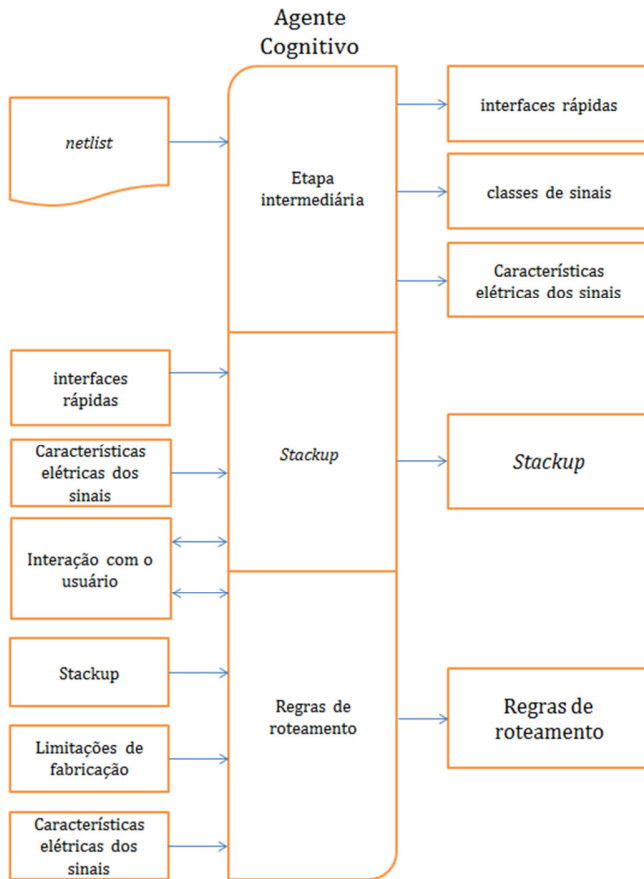 Agente
Cognitivo
netlist
Etapa
intermediária
interfaces rápidas
classes de sinais
Características
elétricas dos sinais
interfaces
rápidas
Características
elétricas dos
sinais
Interação com o
usuário
Stackup
Stackup
Stackup
Limitações de
fabricação
Características
elétricas dos
sinais
Regras de
roteamento
Regras de
roteamento